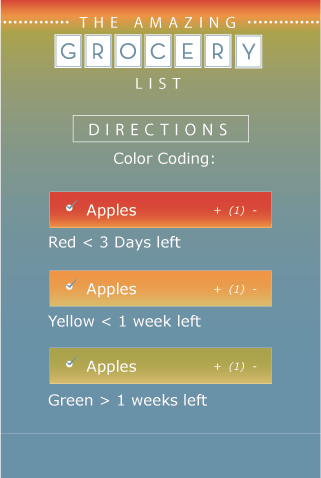 THE AMAZING
GROCERY
LIST
DIRECTIONS
Color Coding:
Apples + (1) -
Red < 3 Days left
Apples + (1) -
Yellow < 1 week left
Apples + (1) -
Green > 1 weeks left